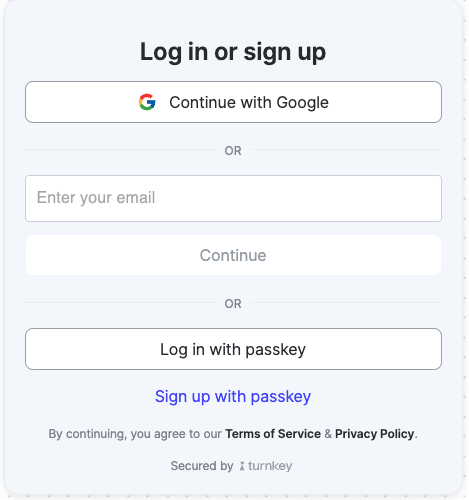 Log in or sign up
Continue with Google
OR
Enter your email
Continue
OR
Log in with passkey
Sign up with passkey
By continuing, you agree to our Terms of Service & Privacy Policy.
Secured by turnkey